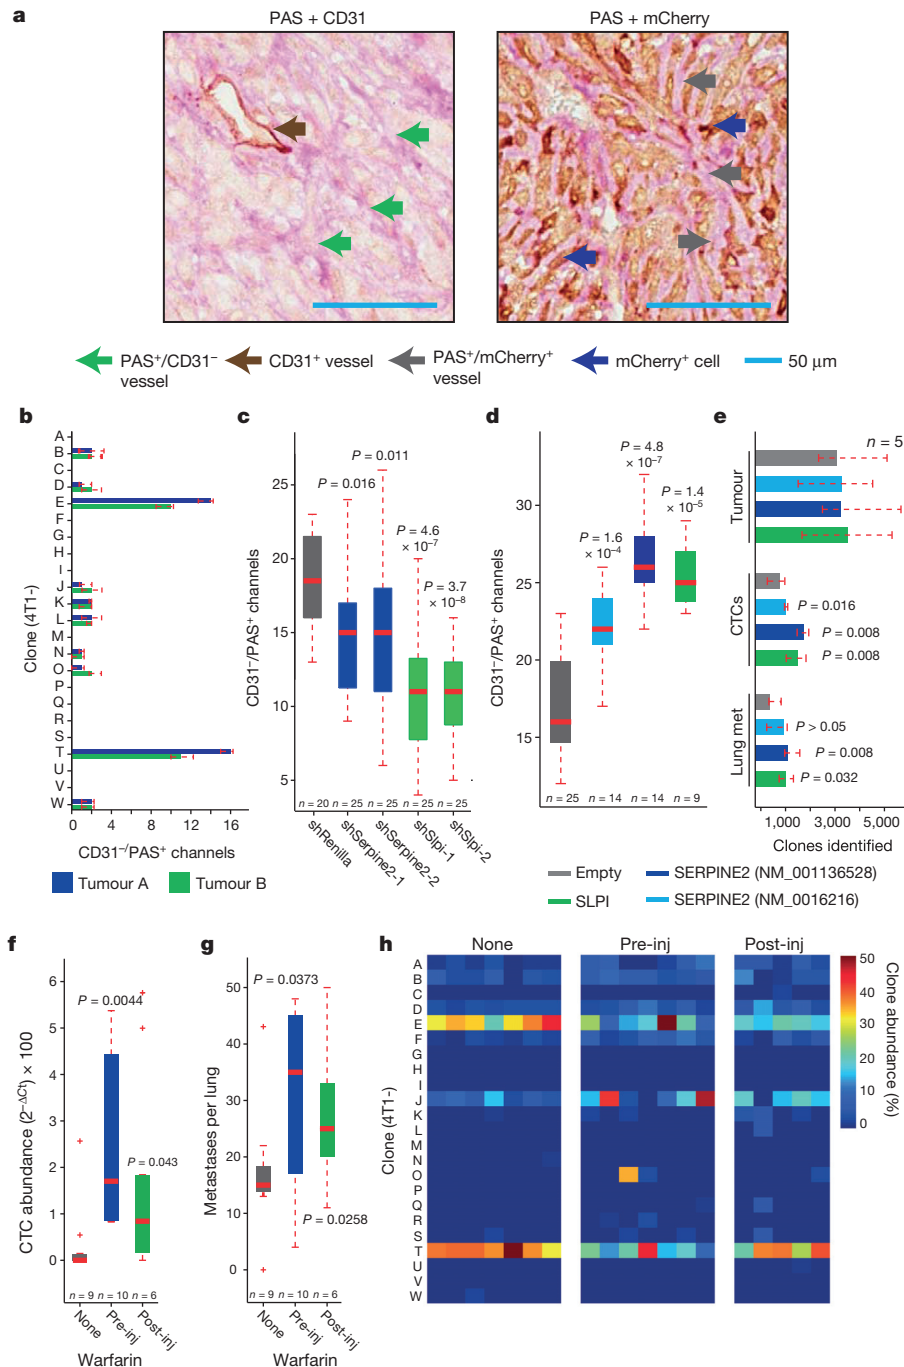 a
PAS + CD31
PAS + mCherry
PAS⁺/CD31⁻
vessel
CD31⁺ vessel
PAS⁺/mCherry⁺
vessel
mCherry⁺ cell
50 μm
b
Clone (4T1-)
A
B
C
D
E
F
G
H
I
J
K
L
M
N
O
P
Q
R
S
T
U
V
W
0 4 8 12 16
CD31⁻/PAS⁺ channels
Tumour A
Tumour B
c
CD31⁻/PAS⁺ channels
25
20
15
10
5
P = 0.016
P = 0.011
P = 4.6
× 10⁻⁷
P = 3.7
× 10⁻⁸
n = 20 n = 25 n = 25 n = 25 n = 25
shRenilla
shSerpine2-1
shSerpine2-2
shSlpi-1
shSlpi-2
d
CD31⁻/PAS⁺ channels
30
25
20
15
P = 1.6
× 10⁻⁴
P = 4.8
× 10⁻⁷
P = 1.4
× 10⁻⁵
n = 25 n = 14 n = 14 n = 9
e
n = 5
Tumour
CTCs
P = 0.016
P = 0.008
P = 0.008
Lung met
P > 0.05
P = 0.008
P = 0.032
1,000 3,000 5,000
Clones identified
Empty
SERPINE2 (NM_001136528)
SLPI
SERPINE2 (NM_0016216)
f
CTC abundance (2⁻ΔCt) × 100
6
5
4
3
2
1
0
P = 0.0044
P = 0.043
n = 9 n = 10 n = 6
None
Pre-inj
Post-inj
Warfarin
g
Metastases per lung
50
40
30
20
10
0
P = 0.0373
P = 0.0258
n = 9 n = 10 n = 6
None
Pre-inj
Post-inj
Warfarin
h
None
Pre-inj
Post-inj
Clone (4T1-)
A
B
C
D
E
F
G
H
I
J
K
L
M
N
O
P
Q
R
S
T
U
V
W
50
40
30
20
10
0
Clone abundance (%)